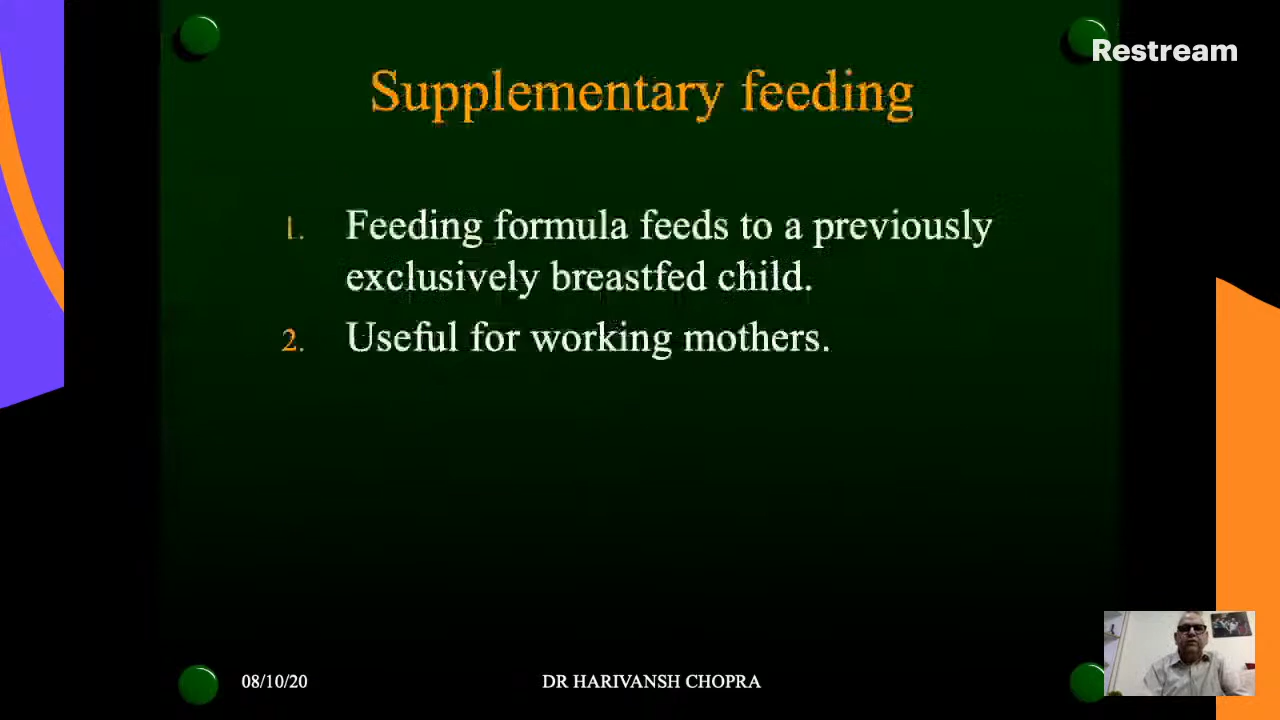 Restream
Supplementary feeding
1. Feeding formula feeds to a previously
exclusively breastfed child.
2. Useful for working mothers.
08/10/20
DR HARIVANSH CHOPRA